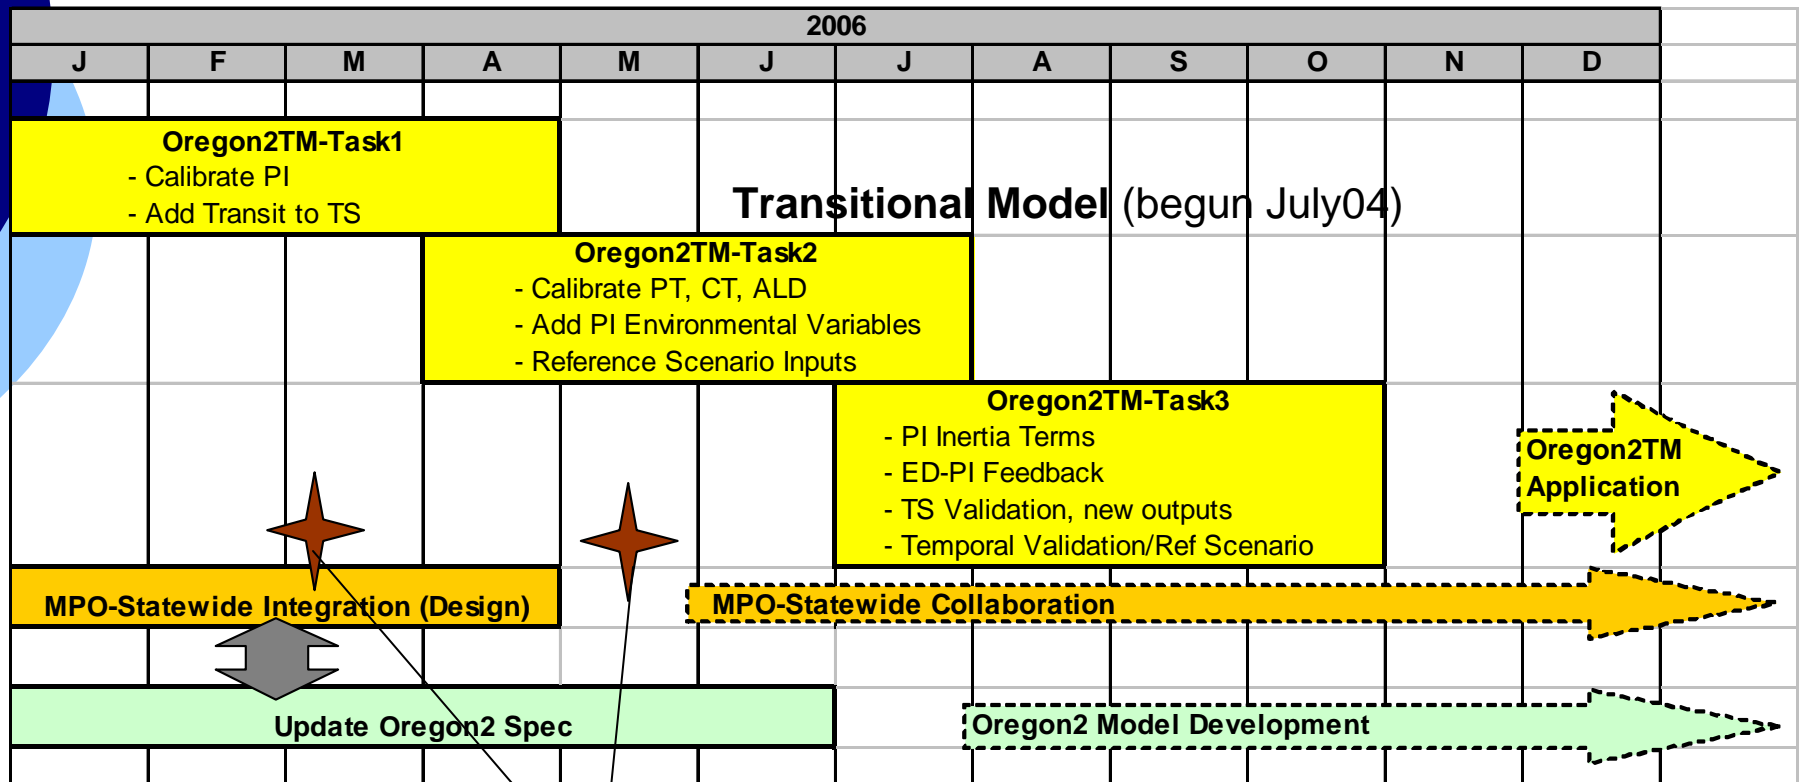 2006
J F M A M J J A S O N D
Oregon2TM-Task1
- Calibrate PI
- Add Transit to TS
Transitional Model (begun July04)
Oregon2TM-Task2
- Calibrate PT, CT, ALD
- Add PI Environmental Variables
- Reference Scenario Inputs
Oregon2TM-Task3
- PI Inertia Terms
- ED-PI Feedback
- TS Validation, new outputs
- Temporal Validation/Ref Scenario
Oregon2TM
Application
MPO-Statewide Integration (Design)
MPO-Statewide Collaboration
Update Oregon2 Spec
Oregon2 Model Development